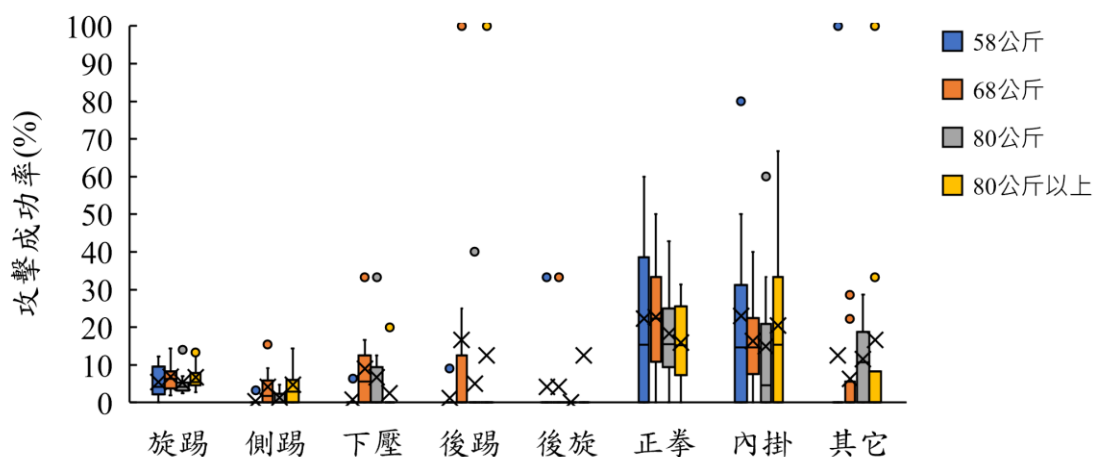 攻擊成功率(%)
100
90
80
70
60
50
40
30
20
10
0
旋踢
側踢
下壓
後踢
後旋
正拳
內掛
其它
58公斤
68公斤
80公斤
80公斤以上